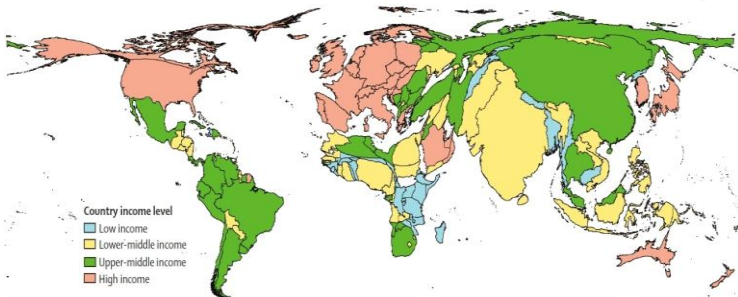 Country income level
Low income
Lower-middle income
Upper-middle income
High income